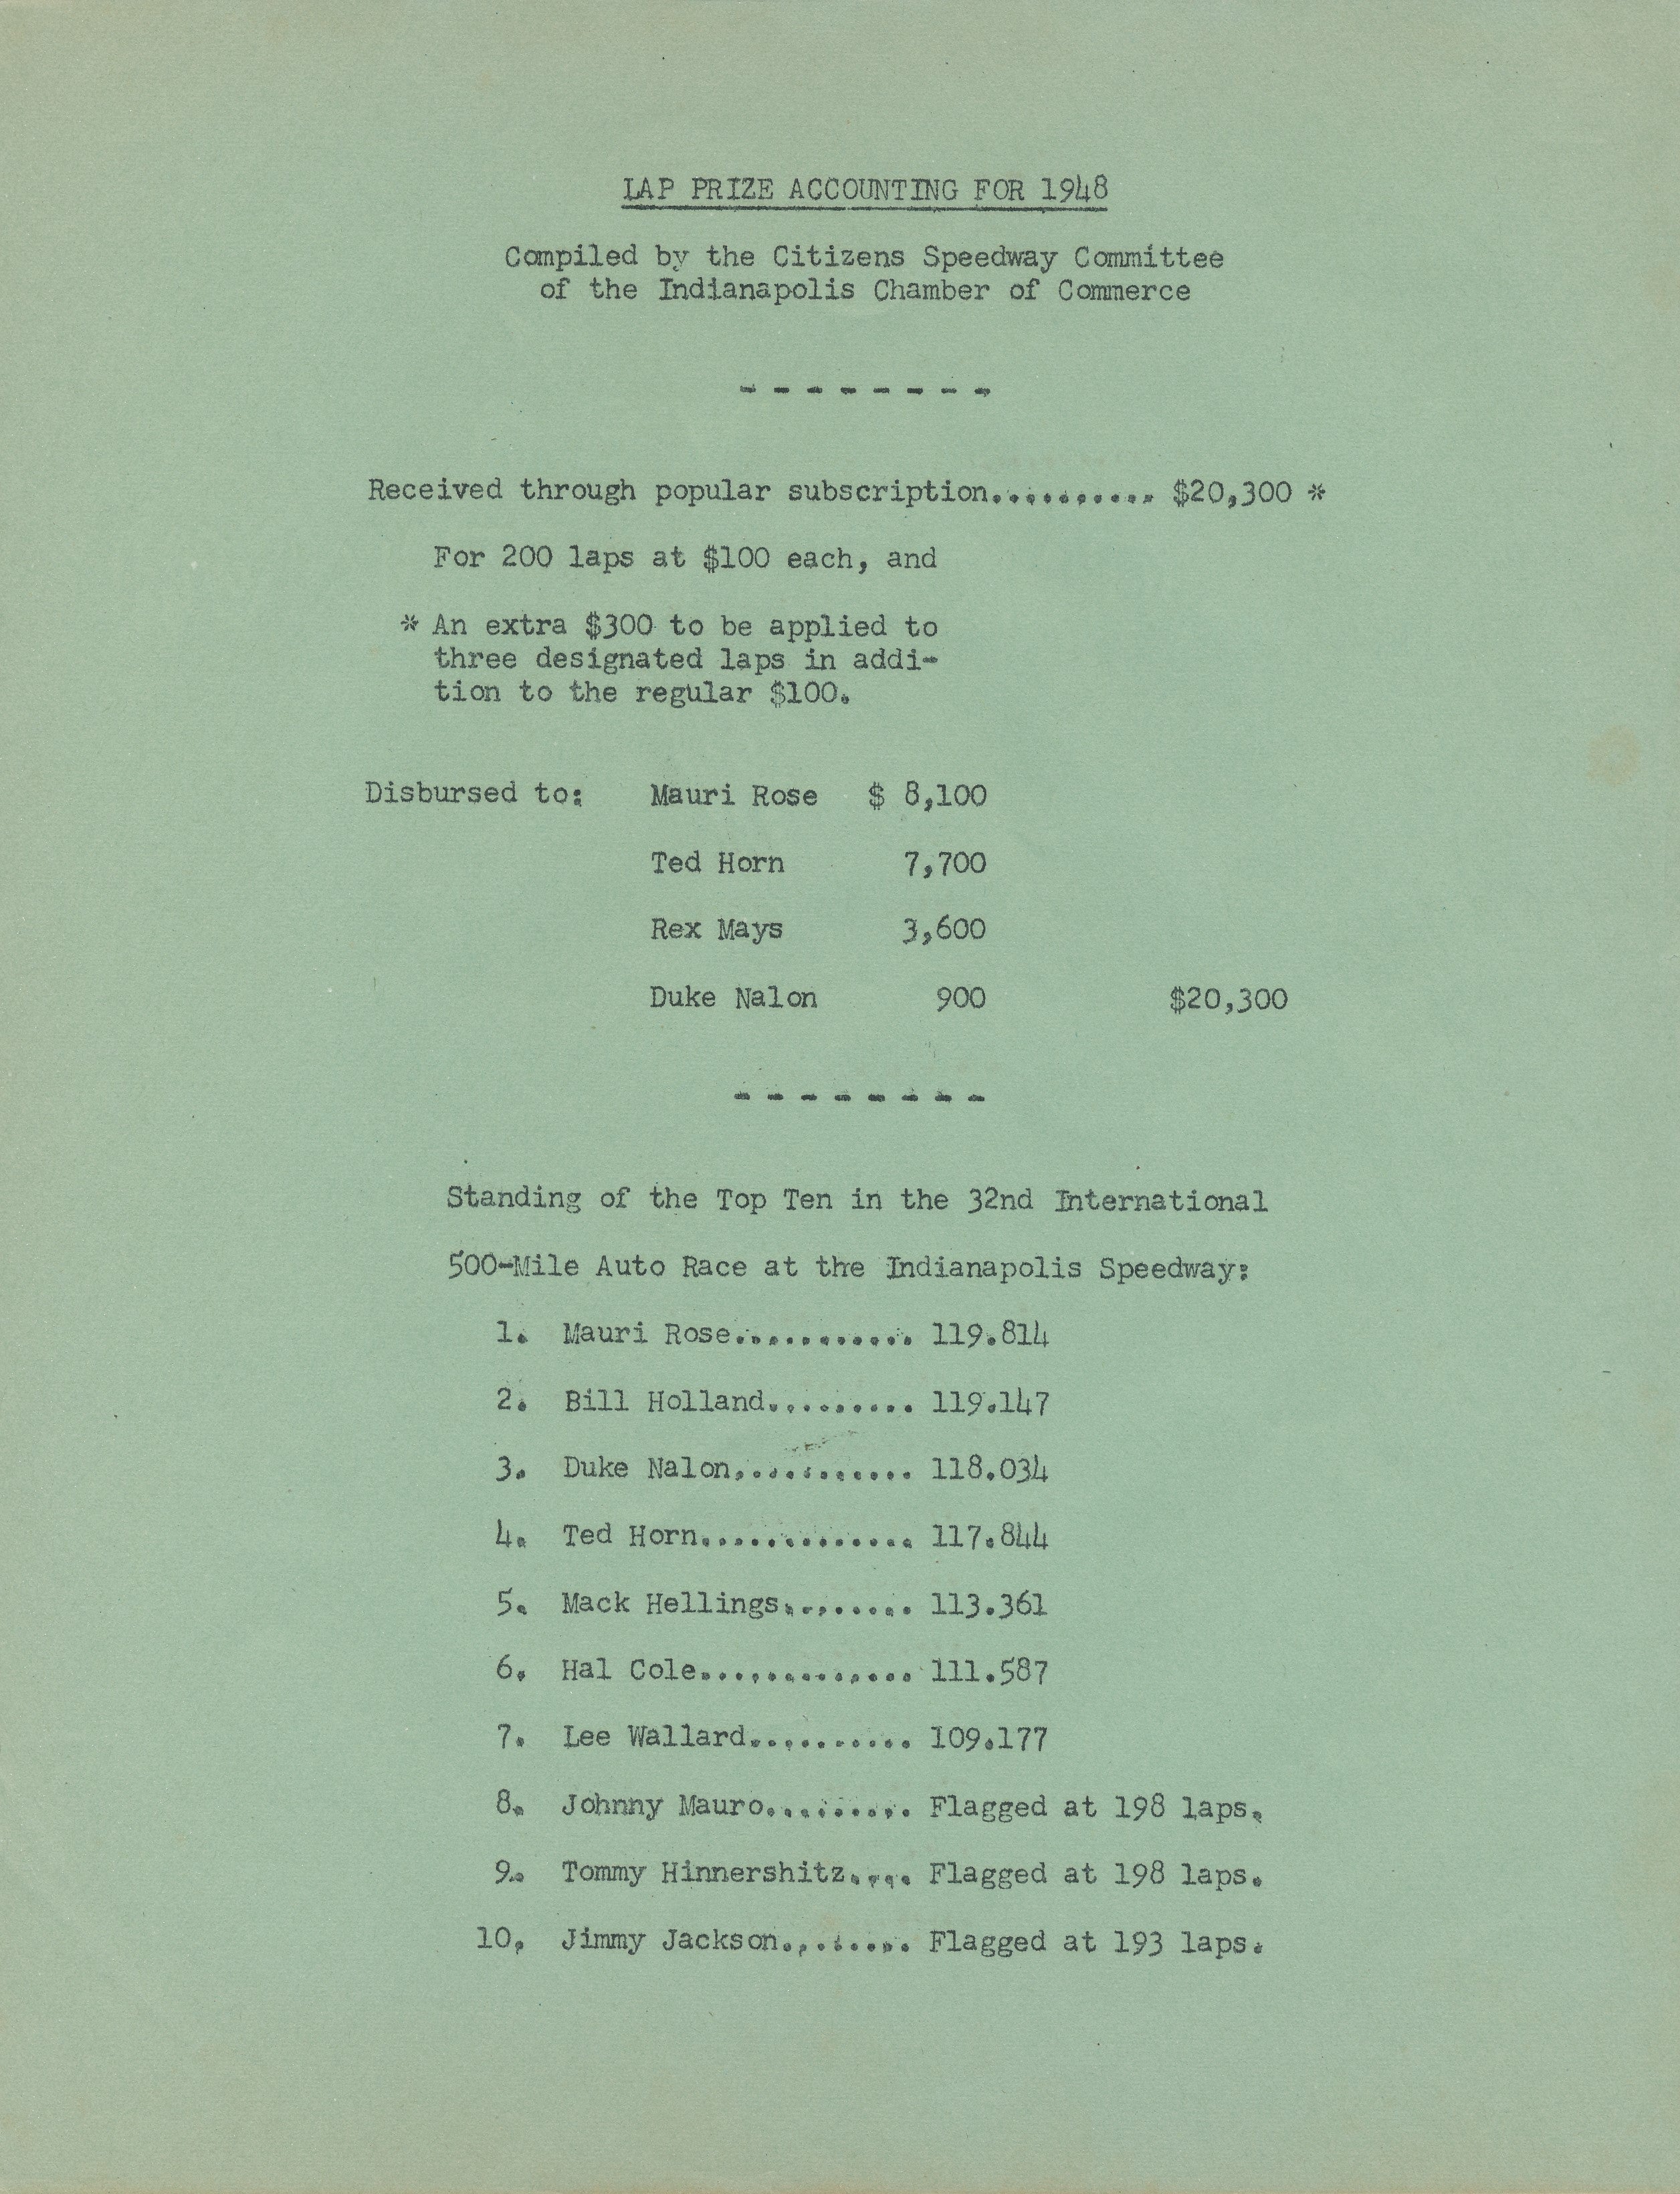 LAP PRIZE ACCOUNTING FOR 1948
Compiled by the Citizens Speedway Committee
of the Indianapolis Chamber of Commerce
- - - - - - - -
Received through popular subscription.......... $20,300 *
For 200 laps at $100 each, and
* An extra $300 to be applied to
three designated laps in addi-
tion to the regular $100.
Disbursed to: Mauri Rose $ 8,100
Ted Horn 7,700
Rex Mays 3,600
Duke Nalon 900 $20,300
- - - - - - - -
Standing of the Top Ten in the 32nd International
500-Mile Auto Race at the Indianapolis Speedway:
1. Mauri Rose........... 119.814
2. Bill Holland......... 119.147
3. Duke Nalon........... 118.034
4. Ted Horn............. 117.844
5. Mack Hellings........ 113.361
6. Hal Cole............. 111.587
7. Lee Wallard.......... 109.177
8. Johnny Mauro......... Flagged at 198 laps.
9. Tommy Hinnershitz.... Flagged at 198 laps.
10. Jimmy Jackson........ Flagged at 193 laps.